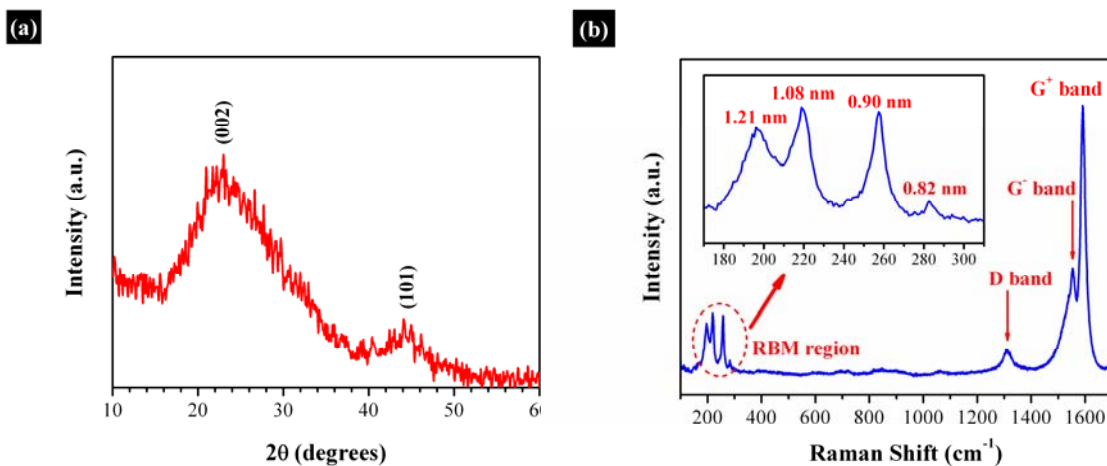 (a)
(002)
(101)
Intensity (a.u.)
10 20 30 40 50 60
2θ (degrees)
(b)
1.21 nm
1.08 nm
0.90 nm
0.82 nm
180 200 220 240 260 280 300
G⁺ band
G⁻ band
D band
RBM region
Intensity (a.u.)
200 400 600 800 1000 1200 1400 1600
Raman Shift (cm⁻¹)